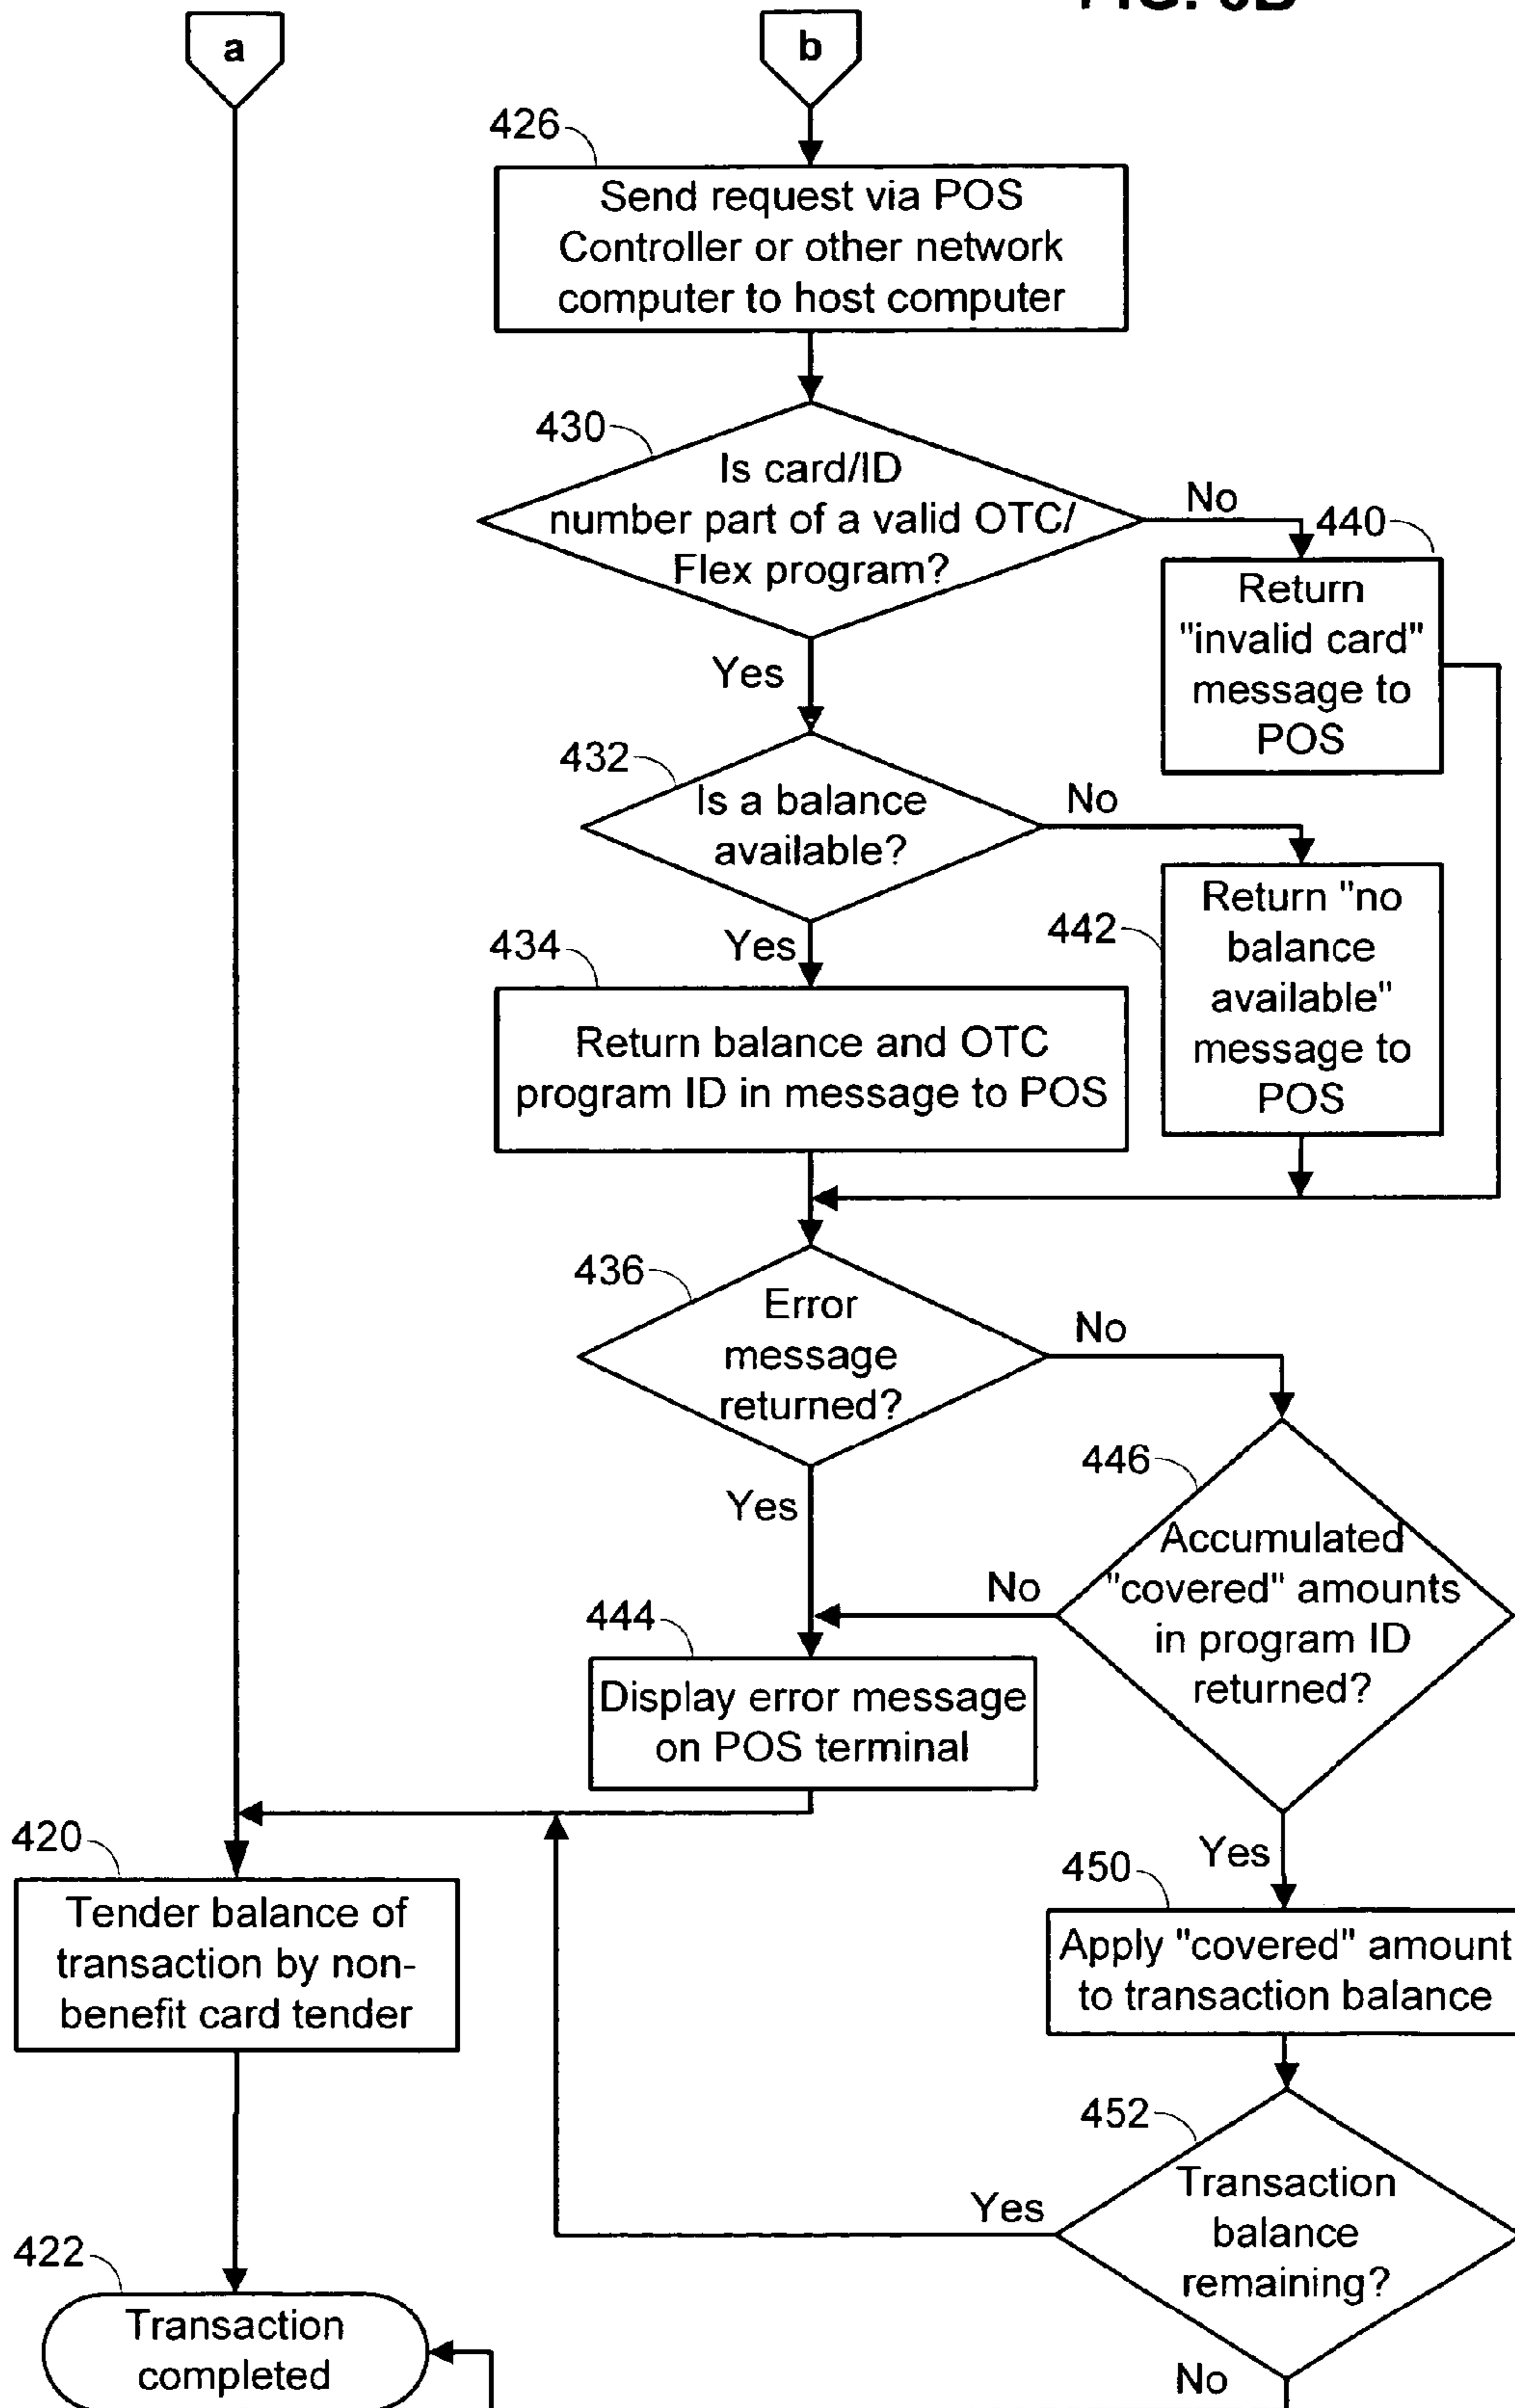 a
b
426
Send request via POS
Controller or other network
computer to host computer
430
Is card/ID
number part of a valid OTC/
Flex program?
No
440
Return
"invalid card"
message to
POS
Yes
432
Is a balance
available?
No
442
Return "no
balance
available"
message to
POS
Yes
434
Return balance and OTC
program ID in message to POS
436
Error
message
returned?
No
Yes
446
Accumulated
"covered" amounts
in program ID
returned?
No
444
Display error message
on POS terminal
Yes
420
Tender balance of
transaction by non-
benefit card tender
450
Apply "covered" amount
to transaction balance
452
Transaction
balance
remaining?
Yes
No
422
Transaction
completed